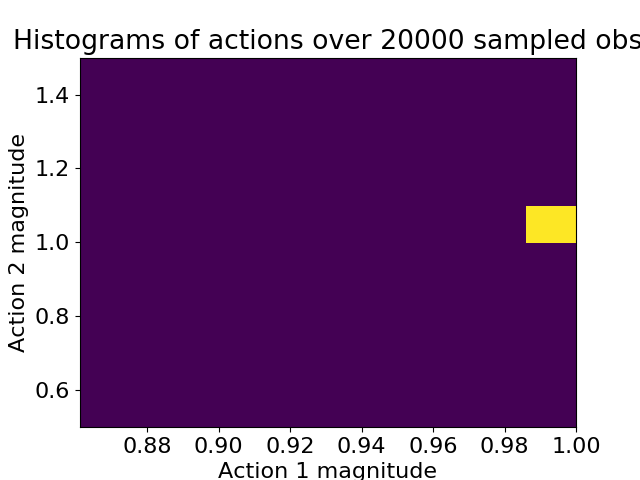 Histograms of actions over 20000 sampled obs
Action 2 magnitude
1.4
1.2
1.0
0.8
0.6
0.88 0.90 0.92 0.94 0.96 0.98 1.00
Action 1 magnitude